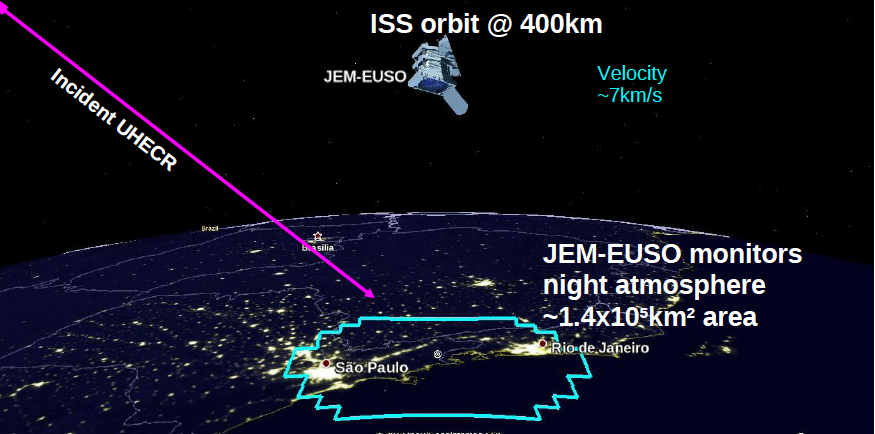 ISS orbit @ 400km
JEM-EUSO
Velocity
~7km/s
Incident UHECR
Brazil
Brasilia
JEM-EUSO monitors
night atmosphere
~1.4x10⁵km² area
Rio de Janeiro
São Paulo